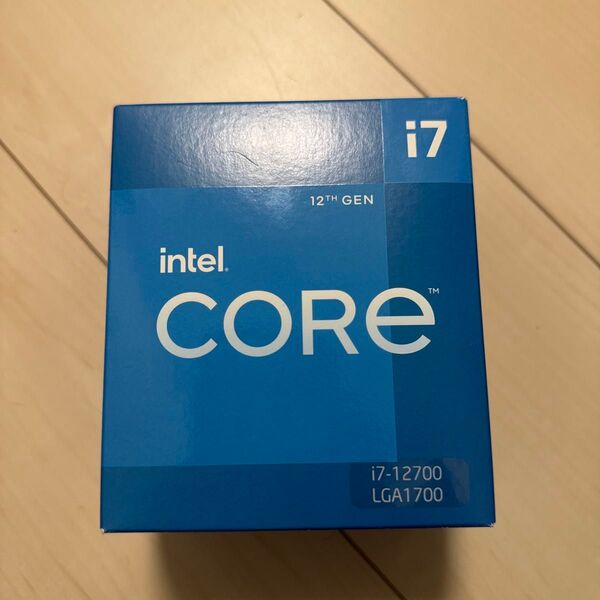 i7
12TH GEN
intel.
CORe™
i7-12700
LGA1700